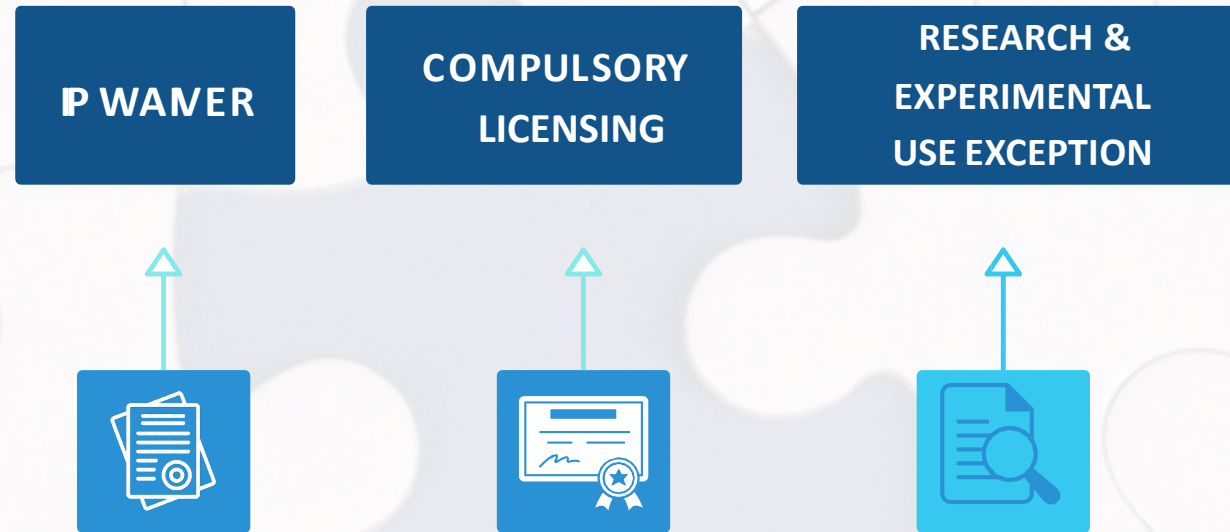 IP WAIVER
COMPULSORY
LICENSING
RESEARCH &
EXPERIMENTAL
USE EXCEPTION